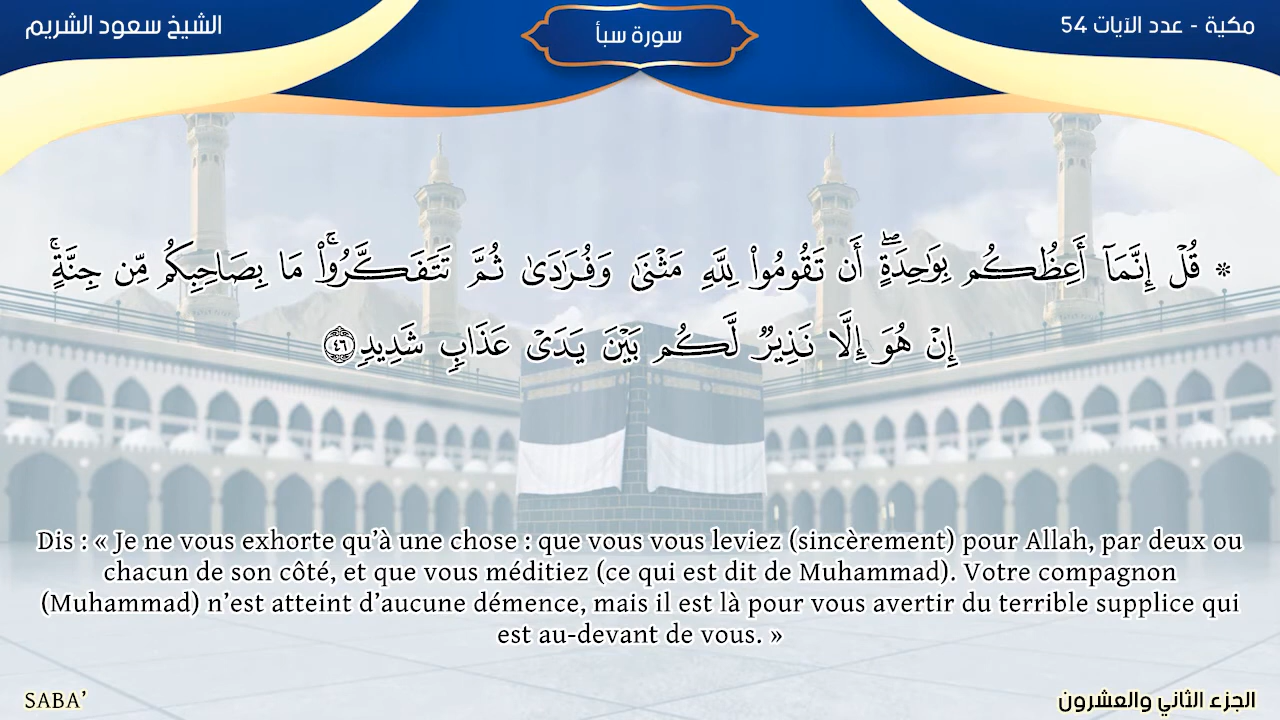 مكية - عدد الآيات 54
سورة سبأ
الشيخ سعود الشريم
۞ قُلْ إِنَّمَآ أَعِظُكُم بِوَٰحِدَةٍۖ أَن تَقُومُوا۟ لِلَّهِ مَثْنَىٰ وَفُرَٰدَىٰ ثُمَّ تَتَفَكَّرُوا۟ۚ مَا بِصَاحِبِكُم مِّن جِنَّةٍۚ
إِنْ هُوَ إِلَّا نَذِيرٌ لَّكُم بَيْنَ يَدَىْ عَذَابٍ شَدِيدٍ ٤٦
Dis : « Je ne vous exhorte qu’à une chose : que vous vous leviez (sincèrement) pour Allah, par deux ou
chacun de son côté, et que vous méditiez (ce qui est dit de Muhammad). Votre compagnon
(Muhammad) n’est atteint d’aucune démence, mais il est là pour vous avertir du terrible supplice qui
est au-devant de vous. »
SABA’
الجزء الثاني والعشرون